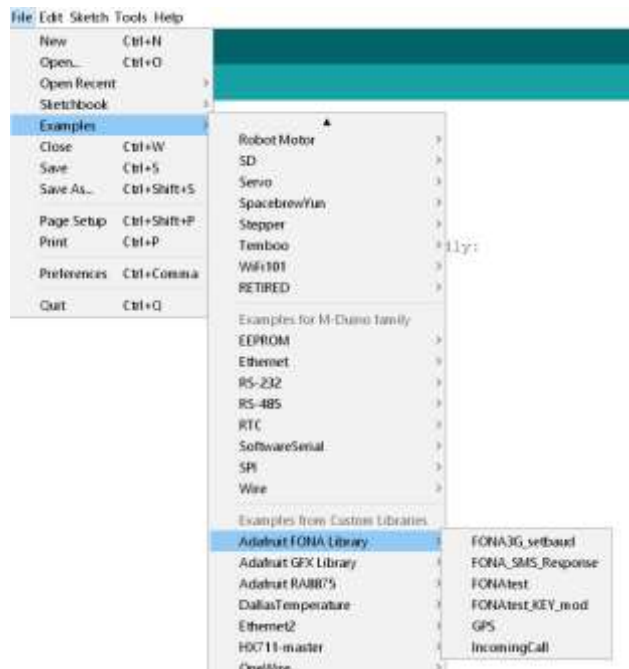 File Edit Sketch Tools Help
New Ctrl+N
Open... Ctrl+O
Open Recent
Sketchbook
Examples
Close Ctrl+W
Save Ctrl+S
Save As... Ctrl+Shift+S
Page Setup Ctrl+Shift+P
Print Ctrl+P
Preferences Ctrl+Comma
Quit Ctrl+Q
Robot Motor
SD
Servo
SpacebrewYun
Stepper
Temboo
WiFi101
RETIRED
ily:
Examples for M-Duino family
EEPROM
Ethernet
RS-232
RS-485
RTC
SoftwareSerial
SPI
Wire
Examples from Custom Libraries
Adafruit FONA Library
Adafruit GFX Library
Adafruit RA8875
DallasTemperature
Ethernet2
HX711-master
OneWire
FONA3G_setbaud
FONA_SMS_Response
FONAtest
FONAtest_KEY_mod
GPS
IncomingCall